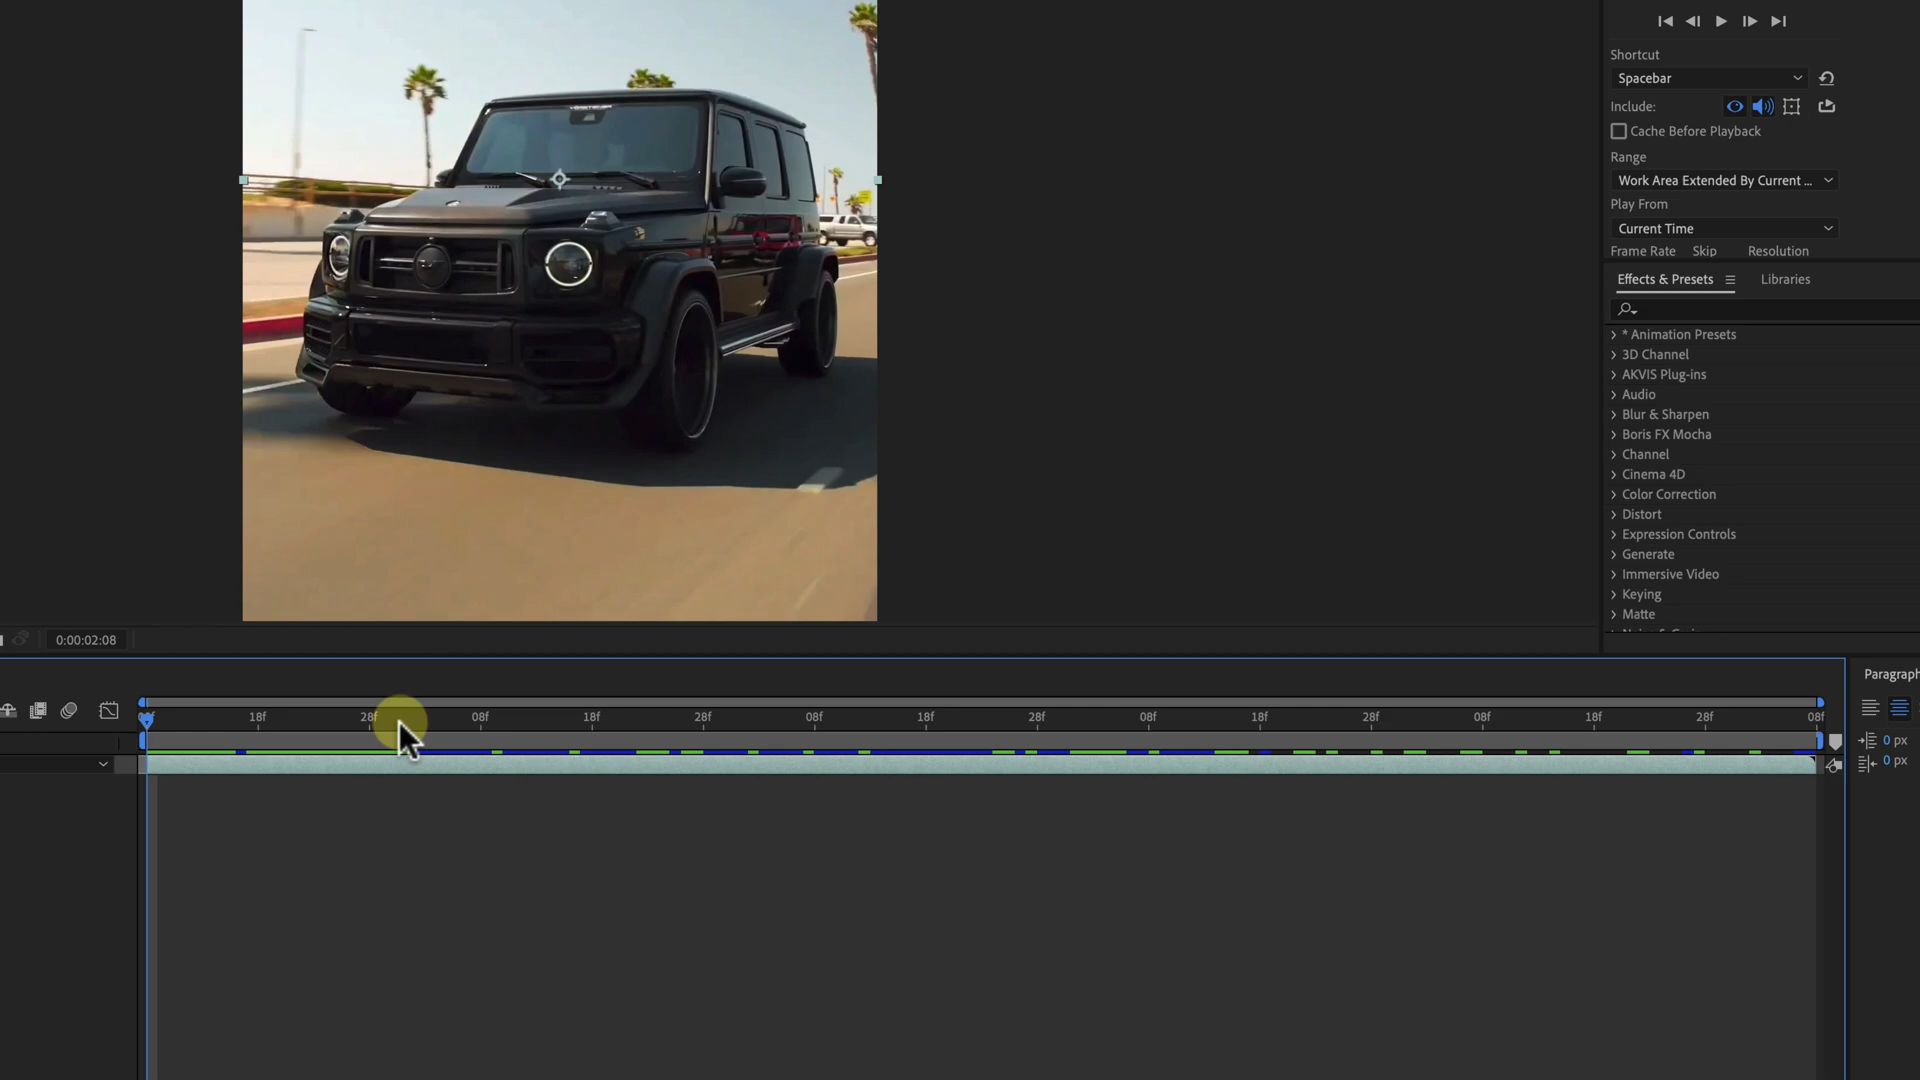 Shortcut
Spacebar
Include:
Cache Before Playback
Range
Work Area Extended By Current ...
Play From
Current Time
Frame Rate Skip Resolution
Effects & Presets Libraries
* Animation Presets
3D Channel
AKVIS Plug-ins
Audio
Blur & Sharpen
Boris FX Mocha
Channel
Cinema 4D
Color Correction
Distort
Expression Controls
Generate
Immersive Video
Keying
Matte
0:00:02:08
Paragraph
18f 28f 08f 18f 28f 08f 18f 28f 08f 18f 28f 08f 18f 28f 08f
0 px
0 px